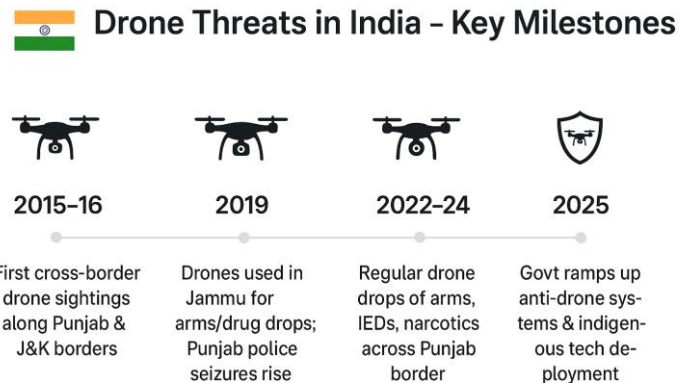 Drone Threats in India – Key Milestones
2015–16
First cross-border
drone sightings
along Punjab &
J&K borders
2019
Drones used in
Jammu for
arms/drug drops;
Punjab police
seizures rise
2022–24
Regular drone
drops of arms,
IEDs, narcotics
across Punjab
border
2025
Govt ramps up
anti-drone sys-
tems & indigen-
ous tech de-
ployment